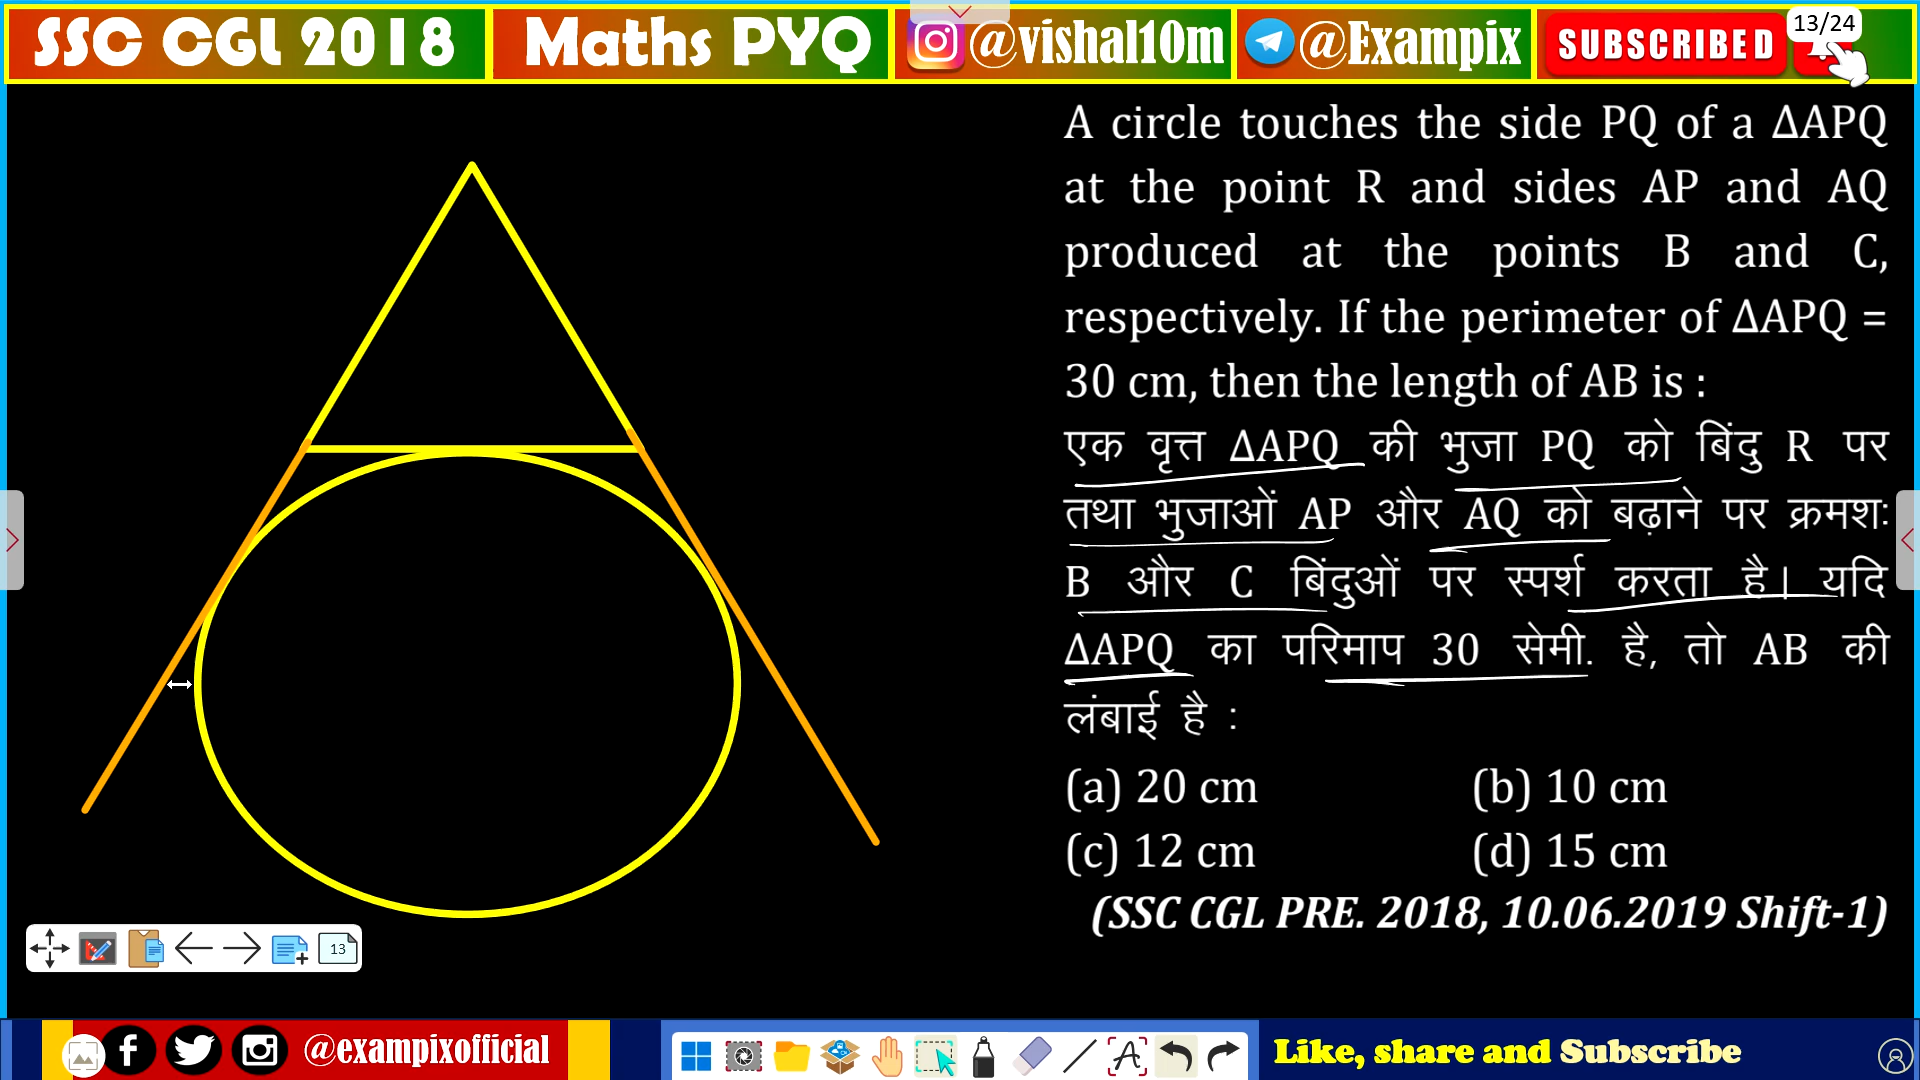 SSC CGL 2018
Maths PYQ
@vishal10m
@Exampix
SUBSCRIBED
13/24
A circle touches the side PQ of a ΔAPQ
at the point R and sides AP and AQ
produced at the points B and C,
respectively. If the perimeter of ΔAPQ =
30 cm, then the length of AB is :
एक वृत्त ΔAPQ की भुजा PQ को बिंदु R पर
तथा भुजाओं AP और AQ को बढ़ाने पर क्रमशः
B और C बिंदुओं पर स्पर्श करता है। यदि
ΔAPQ का परिमाप 30 सेमी. है, तो AB की
लंबाई है :
(a) 20 cm (b) 10 cm
(c) 12 cm (d) 15 cm
(SSC CGL PRE. 2018, 10.06.2019 Shift-1)
13
@exampixofficial
Like, share and Subscribe